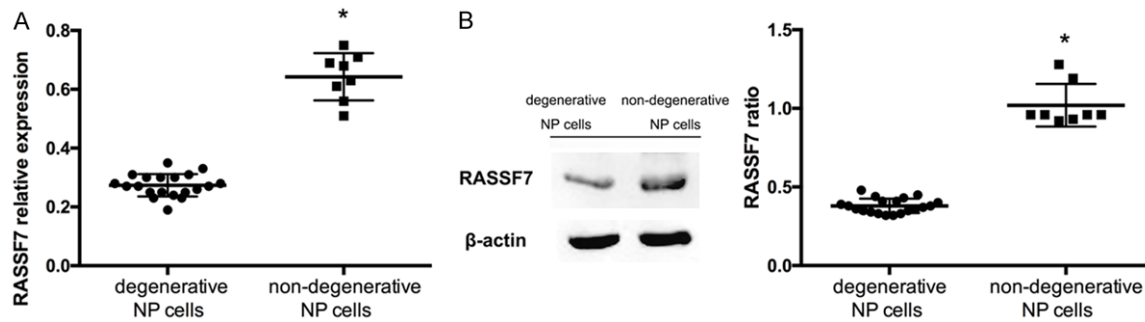 A
RASSF7 relative expression
0.8
0.6
0.4
0.2
0.0
*
degenerative
NP cells
non-degenerative
NP cells
B
degenerative
NP cells
non-degenerative
NP cells
RASSF7
β-actin
RASSF7 ratio
1.5
1.0
0.5
0.0
*
degenerative
NP cells
non-degenerative
NP cells